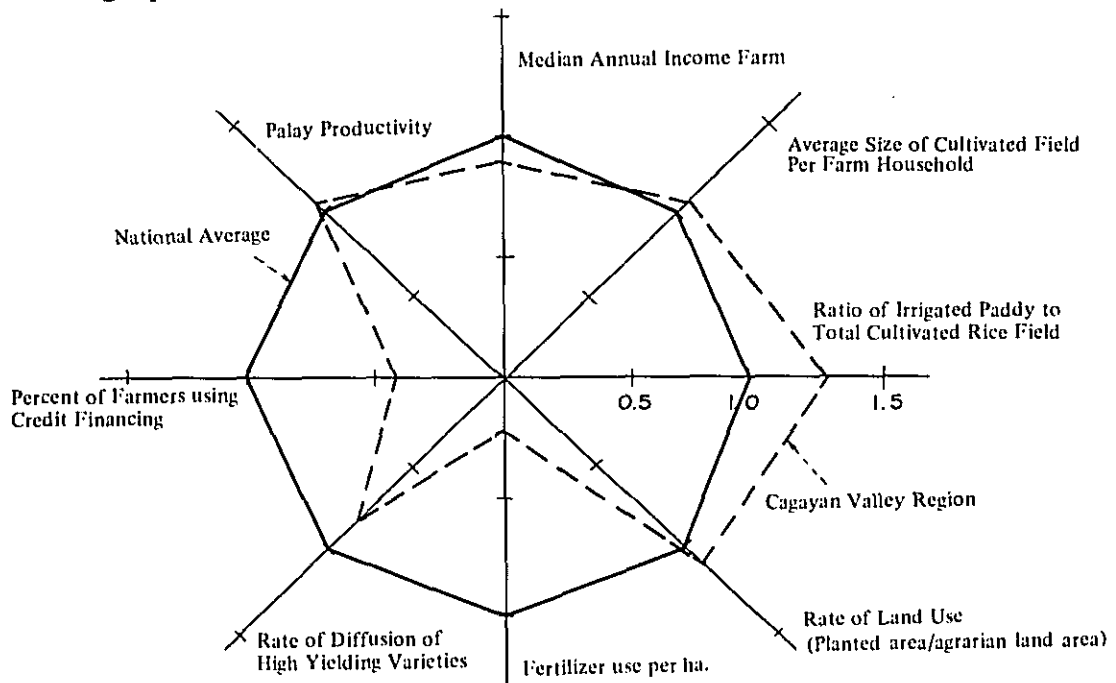 Median Annual Income Farm
Palay Productivity
Average Size of Cultivated Field
Per Farm Household
National Average
Ratio of Irrigated Paddy to
Total Cultivated Rice Field
Percent of Farmers using
Credit Financing
0.5
1.0
1.5
Cagayan Valley Region
Rate of Diffusion of
High Yielding Varieties
Fertilizer use per ha.
Rate of Land Use
(Planted area/agrarian land area)